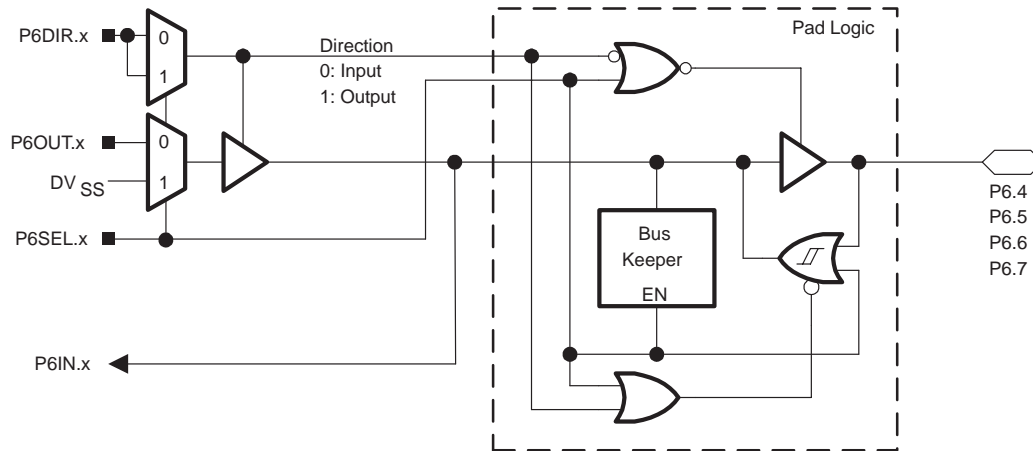 Pad Logic
P6DIR.x
0
1
Direction
0: Input
1: Output
P6OUT.x
0
DVSS
1
P6SEL.x
Bus
Keeper
EN
P6.4
P6.5
P6.6
P6.7
P6IN.x